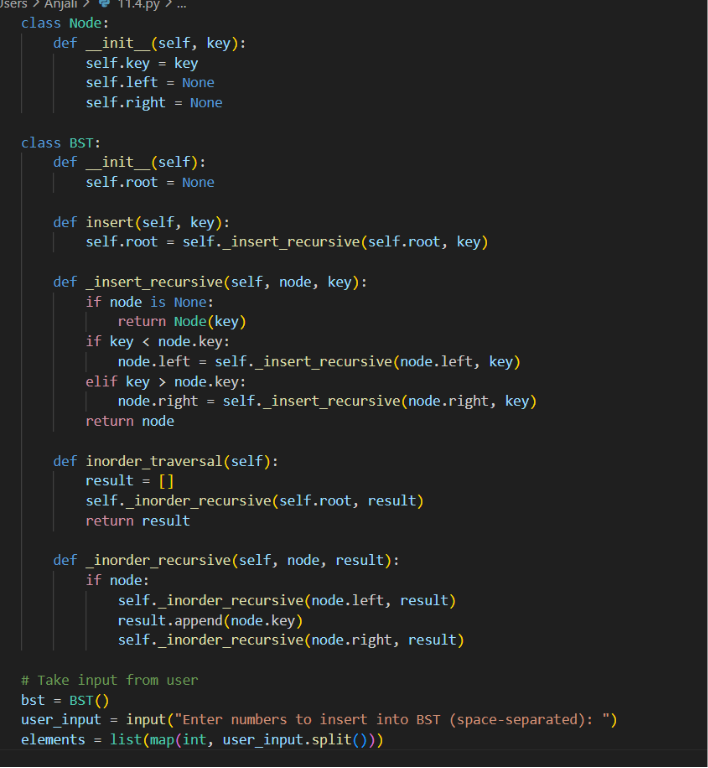 Users > Anjali > 11.4.py > ...
class Node:
    def __init__(self, key):
        self.key = key
        self.left = None
        self.right = None

class BST:
    def __init__(self):
        self.root = None

    def insert(self, key):
        self.root = self._insert_recursive(self.root, key)

    def _insert_recursive(self, node, key):
        if node is None:
            return Node(key)
        if key < node.key:
            node.left = self._insert_recursive(node.left, key)
        elif key > node.key:
            node.right = self._insert_recursive(node.right, key)
        return node

    def inorder_traversal(self):
        result = []
        self._inorder_recursive(self.root, result)
        return result

    def _inorder_recursive(self, node, result):
        if node:
            self._inorder_recursive(node.left, result)
            result.append(node.key)
            self._inorder_recursive(node.right, result)

# Take input from user
bst = BST()
user_input = input("Enter numbers to insert into BST (space-separated): ")
elements = list(map(int, user_input.split()))